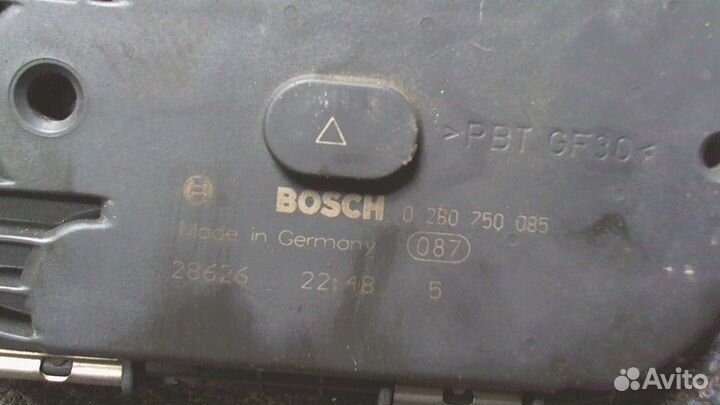 >PBT GF30<
BOSCH 0 280 750 085
Made in Germany 087
28626 22:48 5
Avito